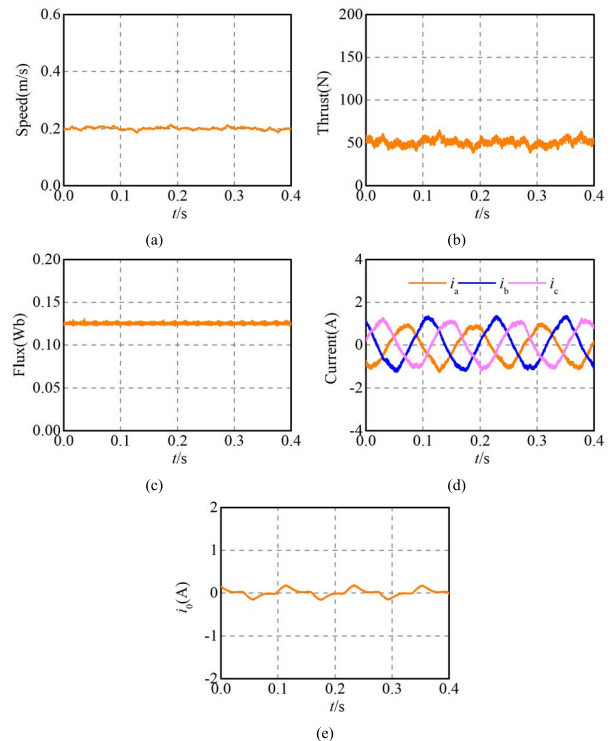 0.6
0.4
0.2
0.0
Speed(m/s)
0.0 0.1 0.2 0.3 0.4
t/s
(a)
200
150
100
50
0
Thrust(N)
0.0 0.1 0.2 0.3 0.4
t/s
(b)
0.20
0.15
0.10
0.05
0.00
Flux(Wb)
0.0 0.1 0.2 0.3 0.4
t/s
(c)
4
2
0
-2
-4
Current(A)
ia ib ic
0.0 0.1 0.2 0.3 0.4
t/s
(d)
2
1
0
-1
-2
i0(A)
0.0 0.1 0.2 0.3 0.4
t/s
(e)